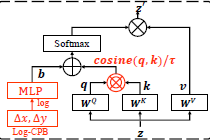 z'
Softmax
cosine(q,k)/τ
b
q
k
v
MLP
log
W^Q
W^K
W^V
Δx, Δy
Log-CPB
z